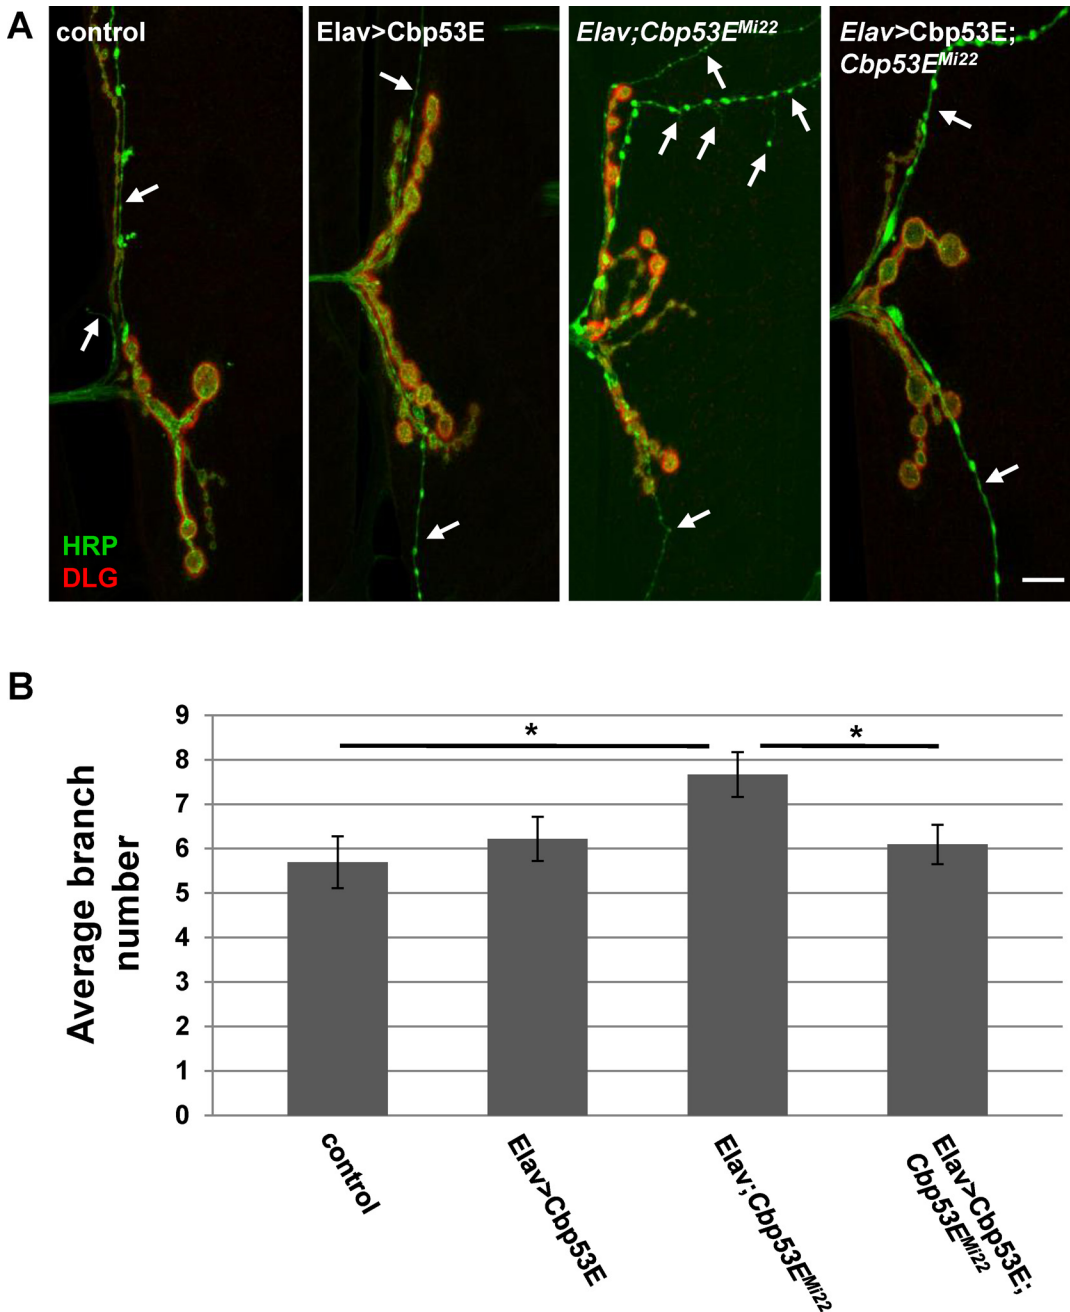 A
control
Elav>Cbp53E
Elav;Cbp53E^Mi22
Elav>Cbp53E;
Cbp53E^Mi22
HRP
DLG
B
Average branch
number
9
8
7
6
5
4
3
2
1
0
*
*
control
Elav>Cbp53E
Elav;Cbp53E^Mi22
Elav>Cbp53E;
Cbp53E^Mi22